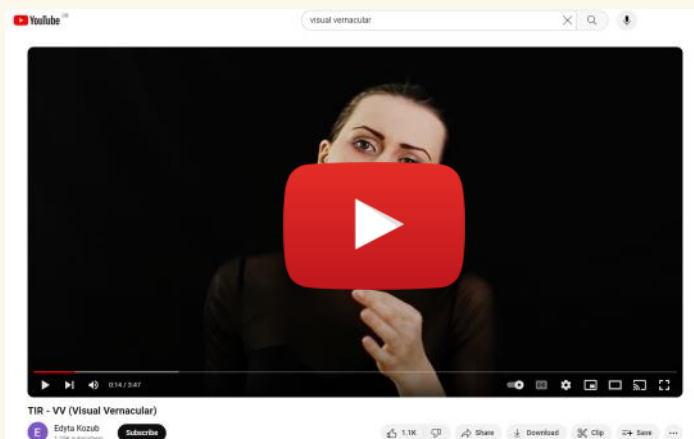 YouTube
visual vernacular
0:14 / 3:47
TIR - VV (Visual Vernacular)
E
Edyta Kozub
Subscribe
1.1K
Share
Download
Clip
Save